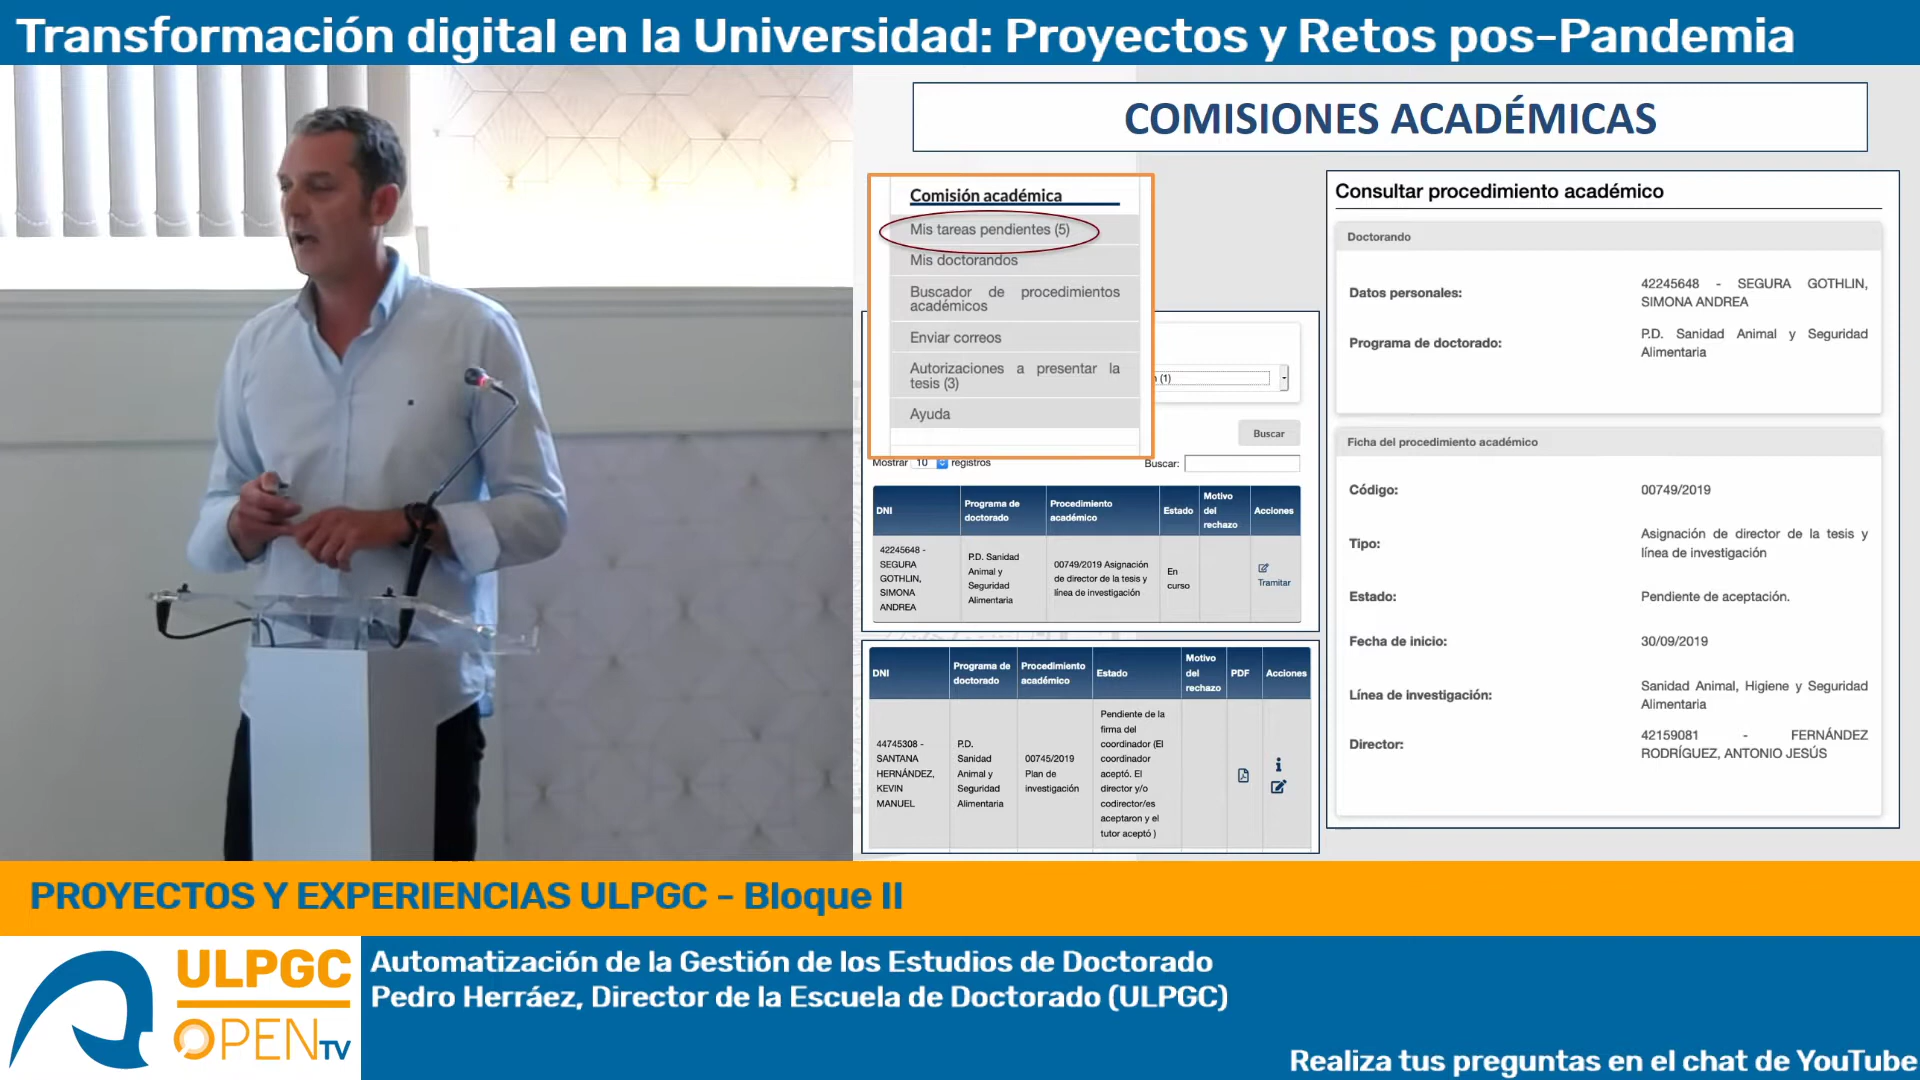 Transformación digital en la Universidad: Proyectos y Retos pos-Pandemia
COMISIONES ACADÉMICAS
Comisión académica
Mis tareas pendientes (5)
Mis doctorandos
Buscador de procedimientos
académicos
Enviar correos
Autorizaciones a presentar la
tesis (3)
Ayuda
(1)
Buscar
Mostrar 10 registros
Buscar:
DNI
Programa de
doctorado
Procedimiento
académico
Estado
Motivo
del
rechazo
Acciones
42245648 -
SEGURA
GOTHLIN,
SIMONA
ANDREA
P.D. Sanidad
Animal y
Seguridad
Alimentaria
00749/2019 Asignación
de director de la tesis y
línea de investigación
En
curso
Tramitar
DNI
Programa de
doctorado
Procedimiento
académico
Estado
Motivo
del
rechazo
PDF
Acciones
44745308 -
SANTANA
HERNÁNDEZ,
KEVIN
MANUEL
P.D.
Sanidad
Animal y
Seguridad
Alimentaria
00745/2019
Plan de
investigación
Pendiente de la
firma del
coordinador (El
coordinador
aceptó. El
director y/o
codirector/es
aceptaron y el
tutor aceptó )
Consultar procedimiento académico
Doctorando
Datos personales:
42245648 - SEGURA GOTHLIN,
SIMONA ANDREA
Programa de doctorado:
P.D. Sanidad Animal y Seguridad
Alimentaria
Ficha del procedimiento académico
Código:
00749/2019
Tipo:
Asignación de director de la tesis y
línea de investigación
Estado:
Pendiente de aceptación.
Fecha de inicio:
30/09/2019
Línea de investigación:
Sanidad Animal, Higiene y Seguridad
Alimentaria
Director:
42159081 - FERNÁNDEZ
RODRÍGUEZ, ANTONIO JESÚS
PROYECTOS Y EXPERIENCIAS ULPGC - Bloque II
ULPGC
OPEN TV
Automatización de la Gestión de los Estudios de Doctorado
Pedro Herráez, Director de la Escuela de Doctorado (ULPGC)
Realiza tus preguntas en el chat de YouTube